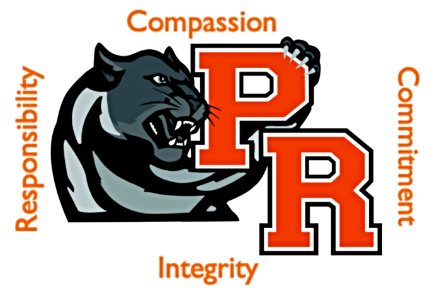 Compassion
Responsibility
PR
Commitment
Integrity